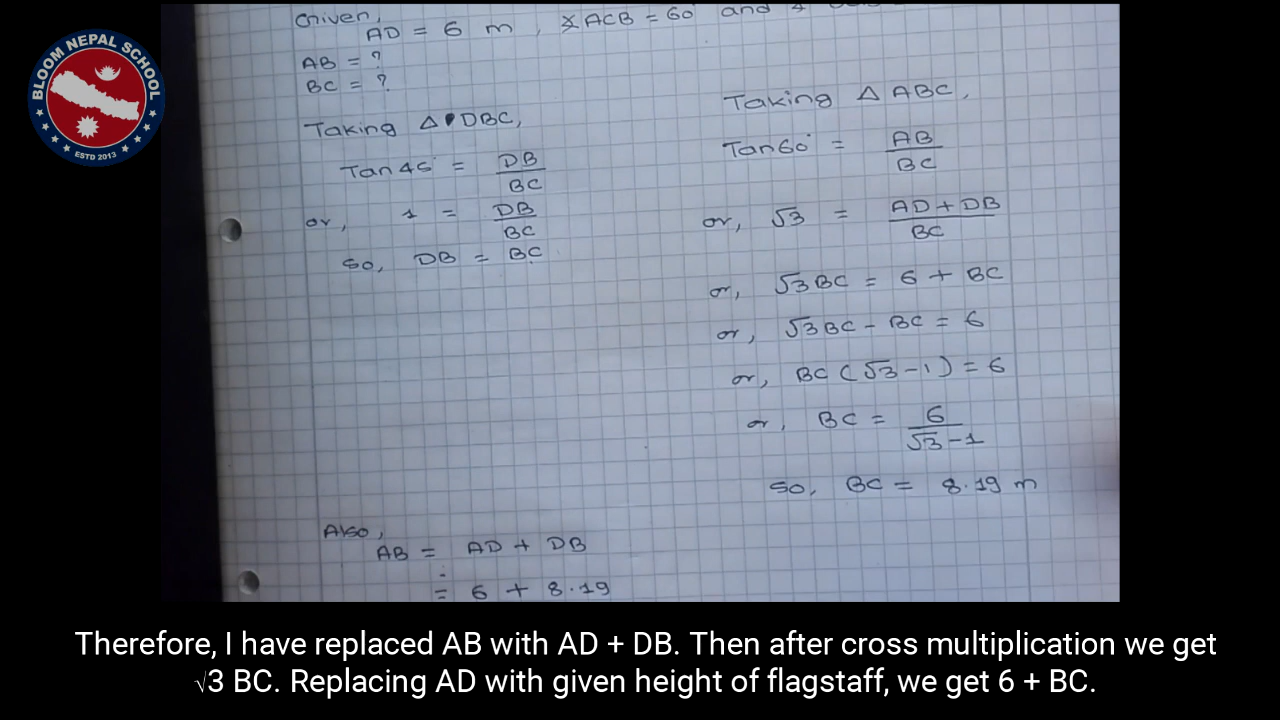 BLOOM NEPAL SCHOOL
ESTD 2013
Given,
AD = 6 m, ∠ACB = 60° and
AB = ?
BC = ?
Taking △ DBC,
Tan45° = DB/BC
or, 1 = DB/BC
so, DB = BC
Taking △ ABC,
Tan60° = AB/BC
or, √3 = AD + DB/BC
or, √3BC = 6 + BC
or, √3BC - BC = 6
or, BC (√3-1) = 6
or, BC = 6/√3-1
so, BC = 8.19 m
Also,
AB = AD + DB
= 6 + 8.19
Therefore, I have replaced AB with AD + DB. Then after cross multiplication we get
√3 BC. Replacing AD with given height of flagstaff, we get 6 + BC.